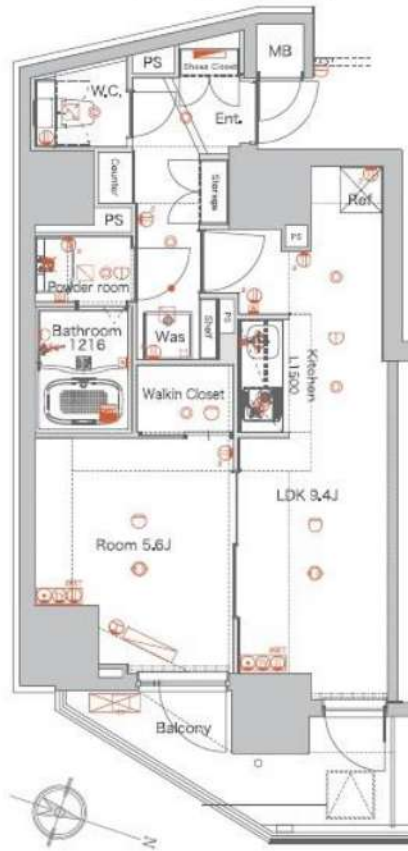 MB
PS
Shoes Closet
W.C.
Ent.
Counter
Storage
PS
Ref
PS
Powder room
Bathroom
1216
Was
Shelf
PS
Kitchen
L1500
Walkin Closet
LDK 9.4J
Room 5.6J
Balcony
N